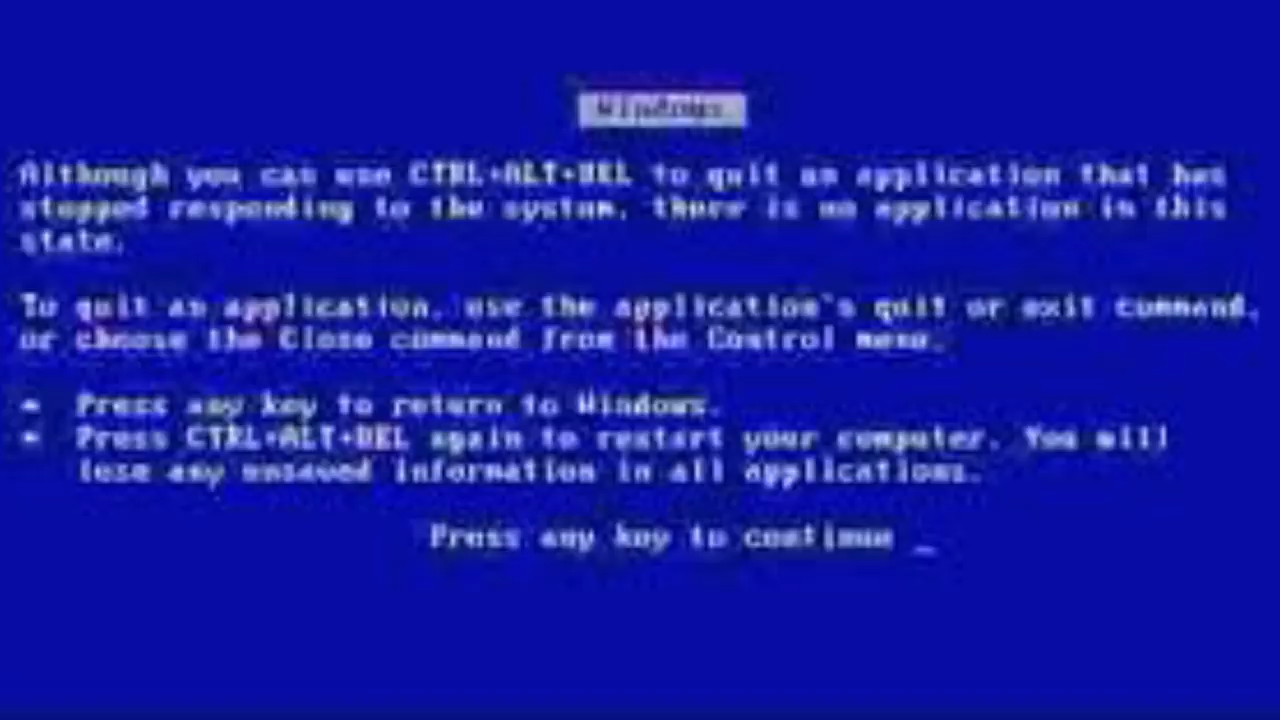 Windows
Although you can use CTRL+ALT+DEL to quit an application that has
stopped responding to the system, there is no application in this
state.
To quit an application, use the application's quit or exit command,
or choose the Close command from the Control menu.
• Press any key to return to Windows.
• Press CTRL+ALT+DEL again to restart your computer. You will
lose any unsaved information in all applications.
Press any key to continue _